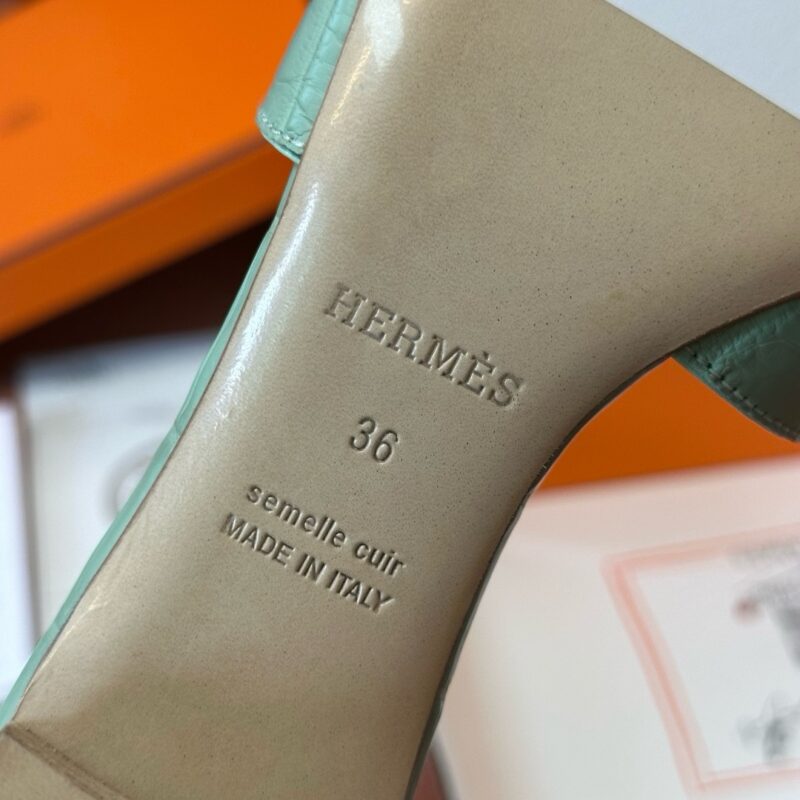 HERMÈS
36
semelle cuir
MADE IN ITALY